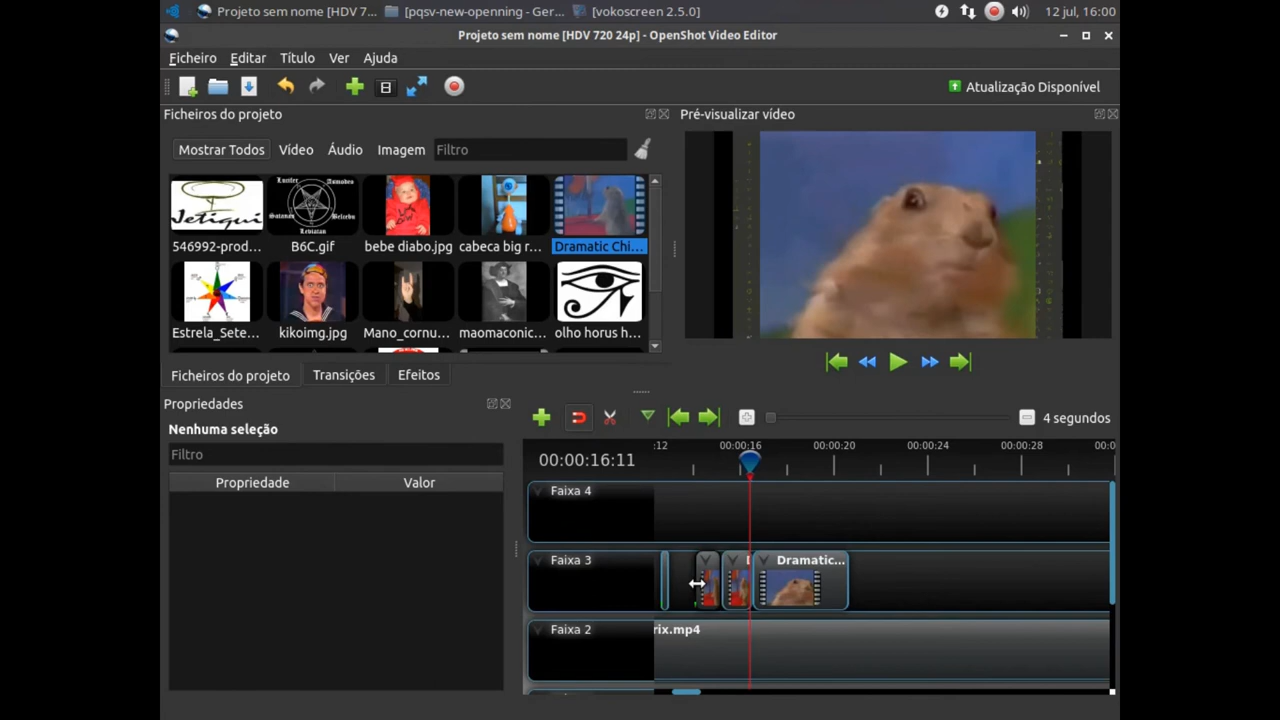 Projeto sem nome [HDV 7... [pqsv-new-openning - Ger... [vokoscreen 2.5.0] 12 jul, 16:00
Projeto sem nome [HDV 720 24p] - OpenShot Video Editor
Ficheiro Editar Título Ver Ajuda
Atualização Disponível
Ficheiros do projeto
Pré-visualizar vídeo
Mostrar Todos Vídeo Áudio Imagem Filtro
Jetiqui
Lucifer Asmodeu
Satanas Belcebu
Leviatan
546992-prod... B6C.gif bebe diabo.jpg cabeca big r... Dramatic Chi...
Estrela_Sete... kikoimg.jpg Mano_cornu... maomaconic... olho horus h...
Ficheiros do projeto Transições Efeitos
Propriedades
Nenhuma seleção
Filtro
Propriedade Valor
4 segundos
00:00:16:11
:12 00:00:16 00:00:20 00:00:24 00:00:28 00:0
Faixa 4
Faixa 3
Dramatic...
Faixa 2
rix.mp4